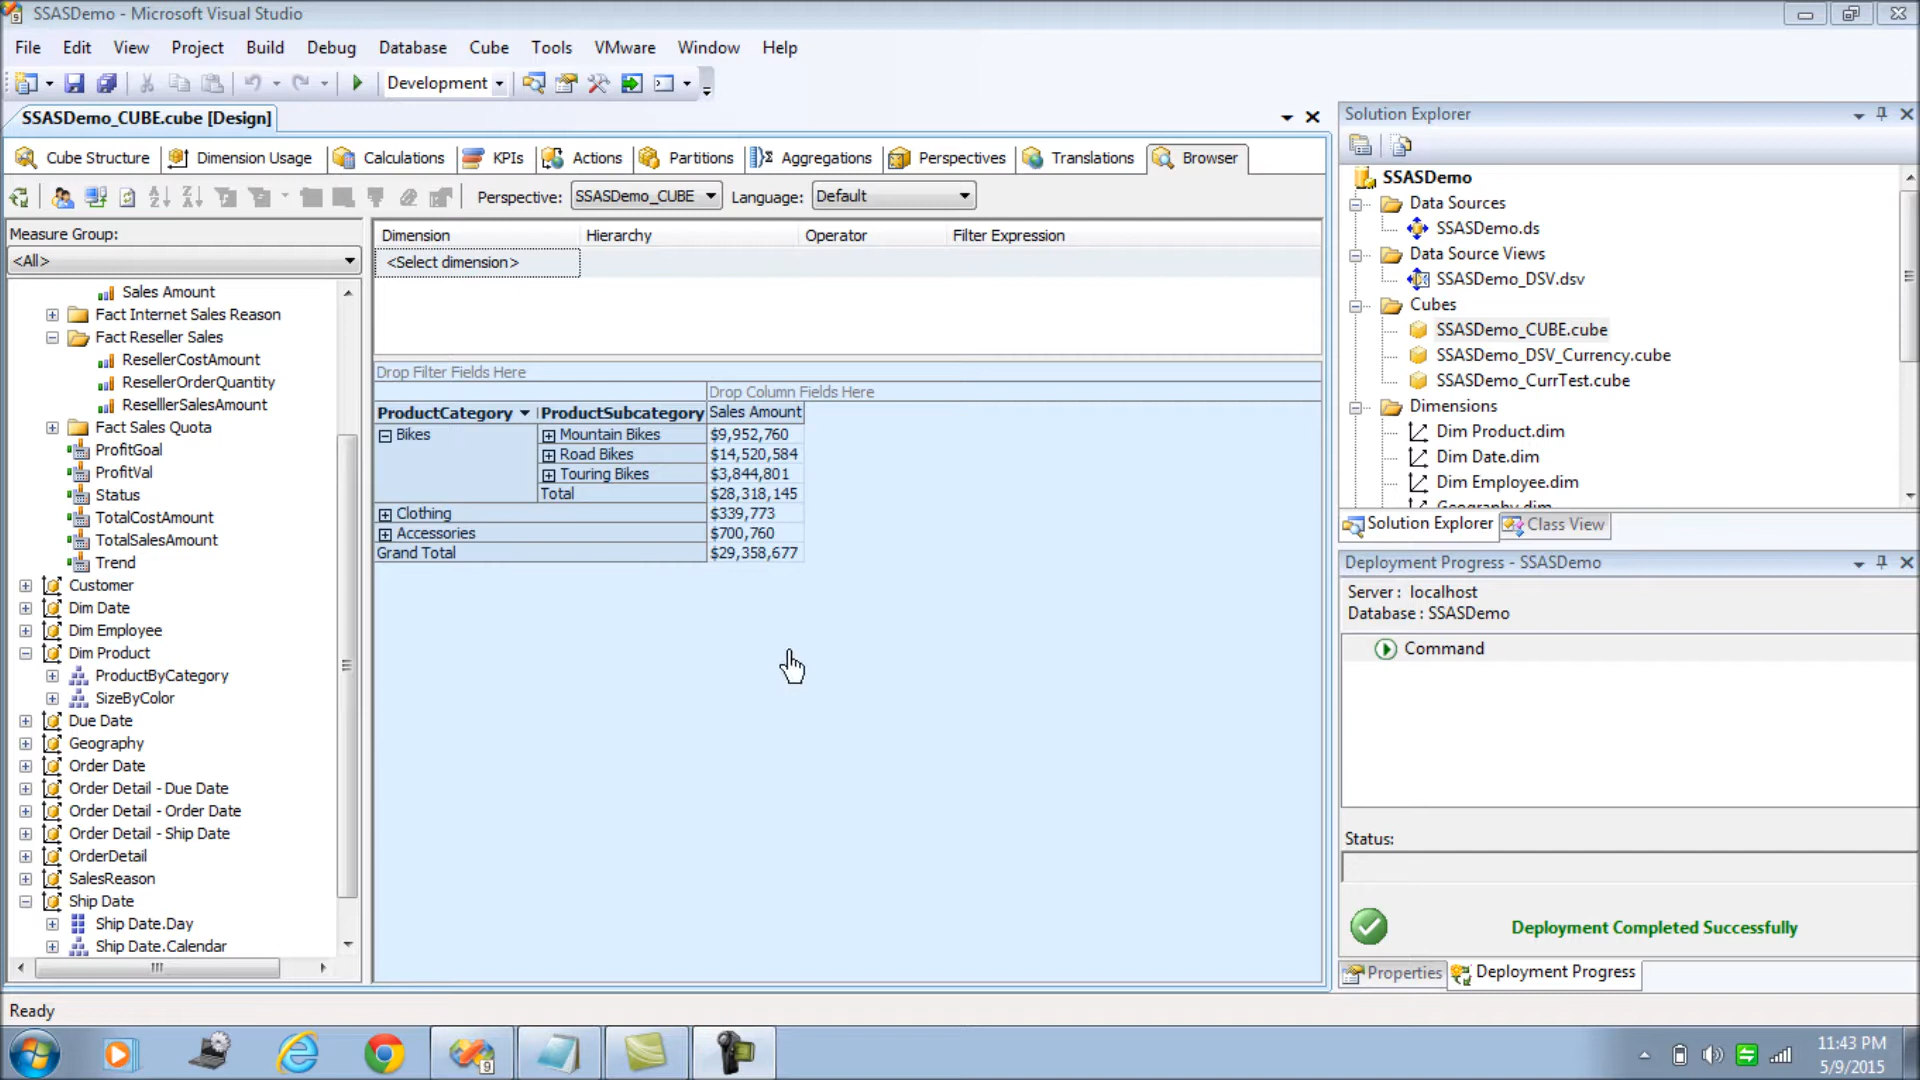 SSASDemo - Microsoft Visual Studio
File Edit View Project Build Debug Database Cube Tools VMware Window Help
Development
SSASDemo_CUBE.cube [Design]
Cube Structure Dimension Usage Calculations KPIs Actions Partitions Aggregations Perspectives Translations Browser
Perspective: SSASDemo_CUBE Language: Default
Measure Group:
<All>
Sales Amount
Fact Internet Sales Reason
Fact Reseller Sales
ResellerCostAmount
ResellerOrderQuantity
ResellerSalesAmount
Fact Sales Quota
ProfitGoal
ProfitVal
Status
TotalCostAmount
TotalSalesAmount
Trend
Customer
Dim Date
Dim Employee
Dim Product
ProductByCategory
SizeByColor
Due Date
Geography
Order Date
Order Detail - Due Date
Order Detail - Order Date
Order Detail - Ship Date
OrderDetail
SalesReason
Ship Date
Ship Date.Day
Ship Date.Calendar
Dimension Hierarchy Operator Filter Expression
<Select dimension>
Drop Filter Fields Here
Drop Column Fields Here
ProductCategory ProductSubcategory Sales Amount
Bikes Mountain Bikes $9,952,760
Road Bikes $14,520,584
Touring Bikes $3,844,801
Total $28,318,145
Clothing $339,773
Accessories $700,760
Grand Total $29,358,677
Solution Explorer
SSASDemo
Data Sources
SSASDemo.ds
Data Source Views
SSASDemo_DSV.dsv
Cubes
SSASDemo_CUBE.cube
SSASDemo_DSV_Currency.cube
SSASDemo_CurrTest.cube
Dimensions
Dim Product.dim
Dim Date.dim
Dim Employee.dim
Geography.dim
Solution Explorer Class View
Deployment Progress - SSASDemo
Server : localhost
Database : SSASDemo
Command
Status:
Deployment Completed Successfully
Properties Deployment Progress
Ready
11:43 PM
5/9/2015